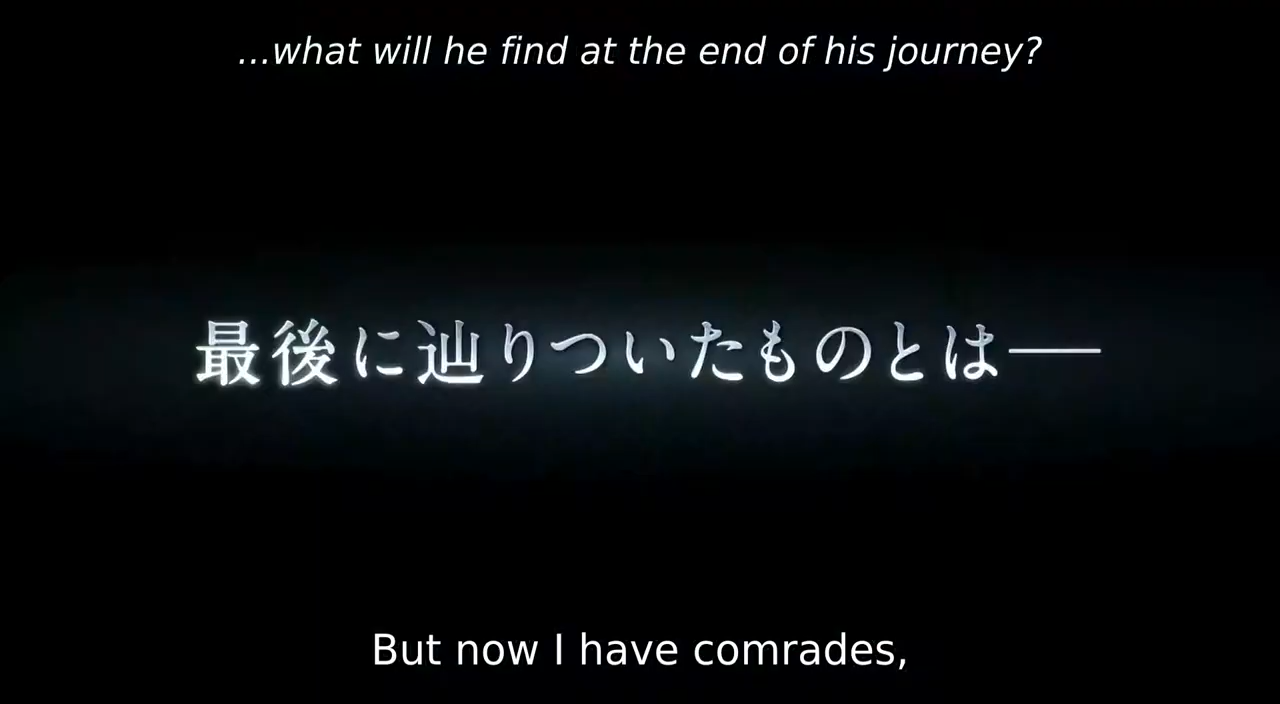 ...what will he find at the end of his journey?
最後に辿りついたものとは──
But now I have comrades,